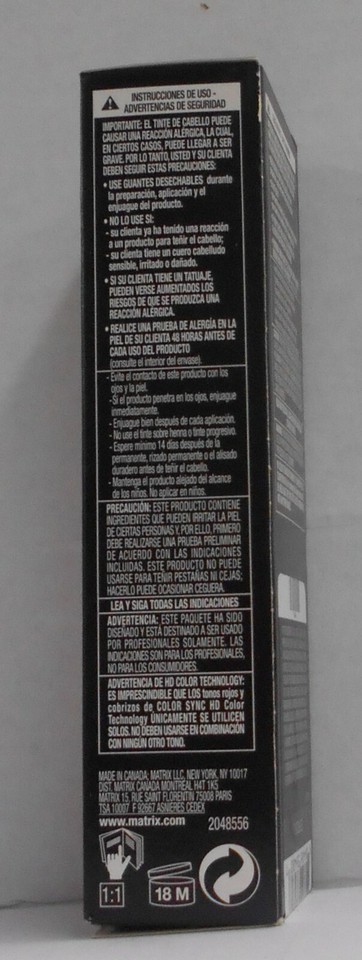 INSTRUCCIONES DE USO -
ADVERTENCIAS DE SEGURIDAD
IMPORTANTE: EL TINTE DE CABELLO PUEDE
CAUSAR UNA REACCIÓN ALÉRGICA, LA CUAL,
EN CIERTOS CASOS, PUEDE LLEGAR A SER
GRAVE. POR LO TANTO, USTED Y SU CLIENTA
DEBEN SEGUIR ESTAS PRECAUCIONES:
• USE GUANTES DESECHABLES durante
la preparación, aplicación y el
enjuague del producto.
• NO LO USE SI:
- su clienta ya ha tenido una reacción
a un producto para teñir el cabello;
- su clienta tiene un cuero cabelludo
sensible, irritado o dañado.
• SI SU CLIENTA TIENE UN TATUAJE,
PUEDEN VERSE AUMENTADOS LOS
RIESGOS DE QUE SE PRODUZCA UNA
REACCIÓN ALÉRGICA.
• REALICE UNA PRUEBA DE ALERGÍA EN LA
PIEL DE SU CLIENTA 48 HORAS ANTES DE
CADA USO DEL PRODUCTO
(consulte el interior del envase).
- Evite el contacto de este producto con los
ojos y la piel.
- Si el producto penetra en los ojos, enjuague
inmediatamente.
- Enjuague bien después de cada aplicación.
- No use el tinte sobre henna o tinte progresivo.
- Espere mínimo 14 días después de la
permanente, rizado permanente o el alisado
duradero antes de teñir el cabello.
- Mantenga el producto alejado del alcance
de los niños. No aplicar en niños.
PRECAUCIÓN: ESTE PRODUCTO CONTIENE
INGREDIENTES QUE PUEDEN IRRITAR LA PIEL
DE CIERTAS PERSONAS Y, POR ELLO, PRIMERO
DEBE REALIZARSE UNA PRUEBA PRELIMINAR
DE ACUERDO CON LAS INDICACIONES
INCLUIDAS. ESTE PRODUCTO NO PUEDE
USARSE PARA TEÑIR PESTAÑAS NI CEJAS;
HACERLO PUEDE OCASIONAR CEGUERA.
LEA Y SIGA TODAS LAS INDICACIONES
ADVERTENCIA: ESTE PAQUETE HA SIDO
DISEÑADO Y ESTÁ DESTINADO A SER USADO
POR PROFESIONALES SOLAMENTE. LAS
INDICACIONES SON PARA LOS PROFESIONALES,
NO PARA LOS CONSUMIDORES.
ADVERTENCIA DE HD COLOR TECHNOLOGY:
ES IMPRESCINDIBLE QUE LOS tonos rojos y
cobrizos de COLOR SYNC HD Color
Technology ÚNICAMENTE SE UTILICEN
SOLOS. NO DEBEN USARSE EN COMBINACIÓN
CON NINGÚN OTRO TONO.
MADE IN CANADA: MATRIX LLC, NEW YORK, NY 10017
DIST. MATRIX CANADA MONTREAL H4T 1K5
MATRIX 15, RUE SAINT FLORENTIN 75008 PARIS
TSA 10007 F 92667 ASNIERES CEDEX
www.matrix.com 2048556
1:1 18 M